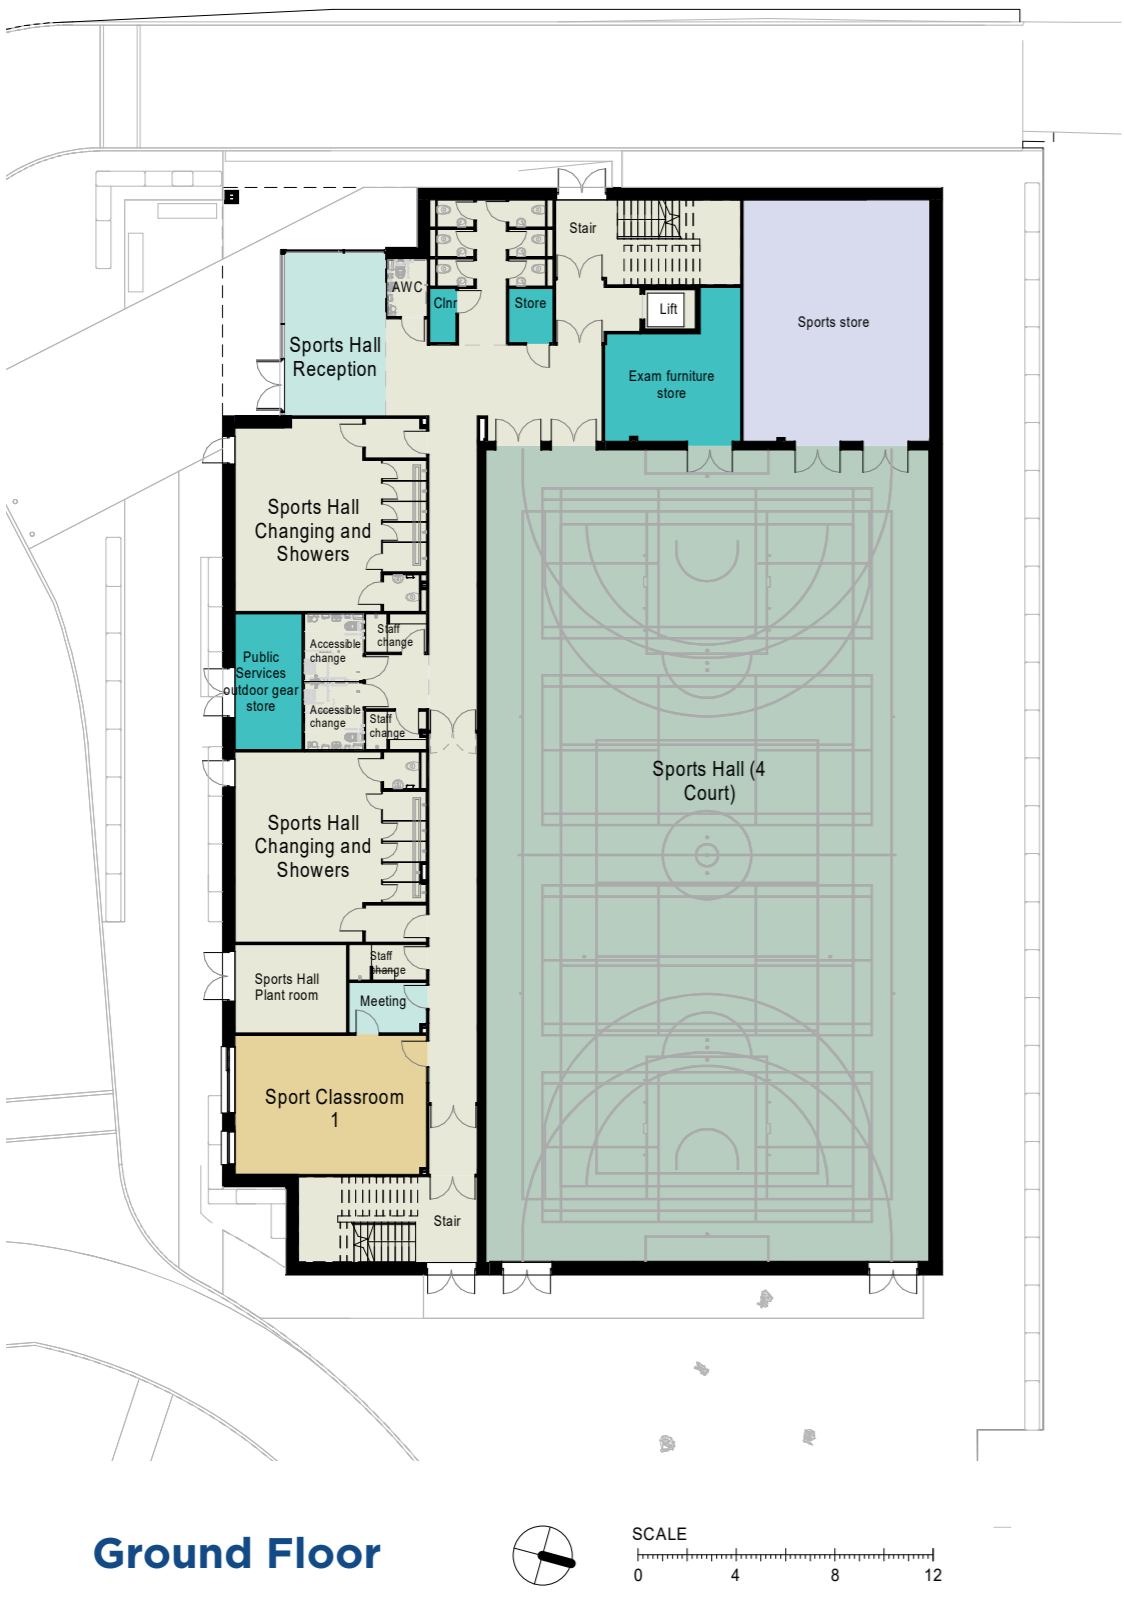 Stair
AWC
Clnr
Store
Lift
Sports store
Sports Hall
Reception
Exam furniture
store
Sports Hall
Changing and
Showers
Staff
change
Accessible
change
Public
Services
outdoor gear
store
Accessible
change
Staff
change
Sports Hall (4
Court)
Sports Hall
Changing and
Showers
Staff
change
Sports Hall
Plant room
Meeting
Sport Classroom
1
Stair
Ground Floor
SCALE
0 4 8 12